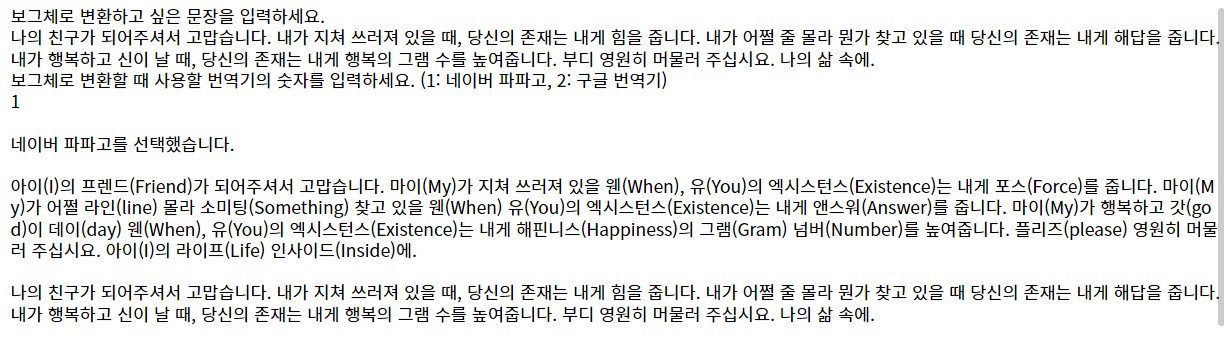 보그체로 변환하고 싶은 문장을 입력하세요.
나의 친구가 되어주셔서 고맙습니다. 내가 지쳐 쓰러져 있을 때, 당신의 존재는 내게 힘을 줍니다. 내가 어쩔 줄 몰라 뭔가 찾고 있을 때 당신의 존재는 내게 해답을 줍니다.
내가 행복하고 신이 날 때, 당신의 존재는 내게 행복의 그램 수를 높여줍니다. 부디 영원히 머물러 주십시요. 나의 삶 속에.
보그체로 변환할 때 사용할 번역기의 숫자를 입력하세요. (1: 네이버 파파고, 2: 구글 번역기)
1
네이버 파파고를 선택했습니다.
아이(I)의 프렌드(Friend)가 되어주셔서 고맙습니다. 마이(My)가 지쳐 쓰러져 있을 웬(When), 유(You)의 엑시스턴스(Existence)는 내게 포스(Force)를 줍니다. 마이(M
y)가 어쩔 라인(line) 몰라 소미팅(Something) 찾고 있을 웬(When) 유(You)의 엑시스턴스(Existence)는 내게 앤스워(Answer)를 줍니다. 마이(My)가 행복하고 갓(go
d)이 데이(day) 웬(When), 유(You)의 엑시스턴스(Existence)는 내게 해핀니스(Happiness)의 그램(Gram) 넘버(Number)를 높여줍니다. 플리즈(please) 영원히 머물
러 주십시요. 아이(I)의 라이프(Life) 인사이드(Inside)에.
나의 친구가 되어주셔서 고맙습니다. 내가 지쳐 쓰러져 있을 때, 당신의 존재는 내게 힘을 줍니다. 내가 어쩔 줄 몰라 뭔가 찾고 있을 때 당신의 존재는 내게 해답을 줍니다.
내가 행복하고 신이 날 때, 당신의 존재는 내게 행복의 그램 수를 높여줍니다. 부디 영원히 머물러 주십시요. 나의 삶 속에.